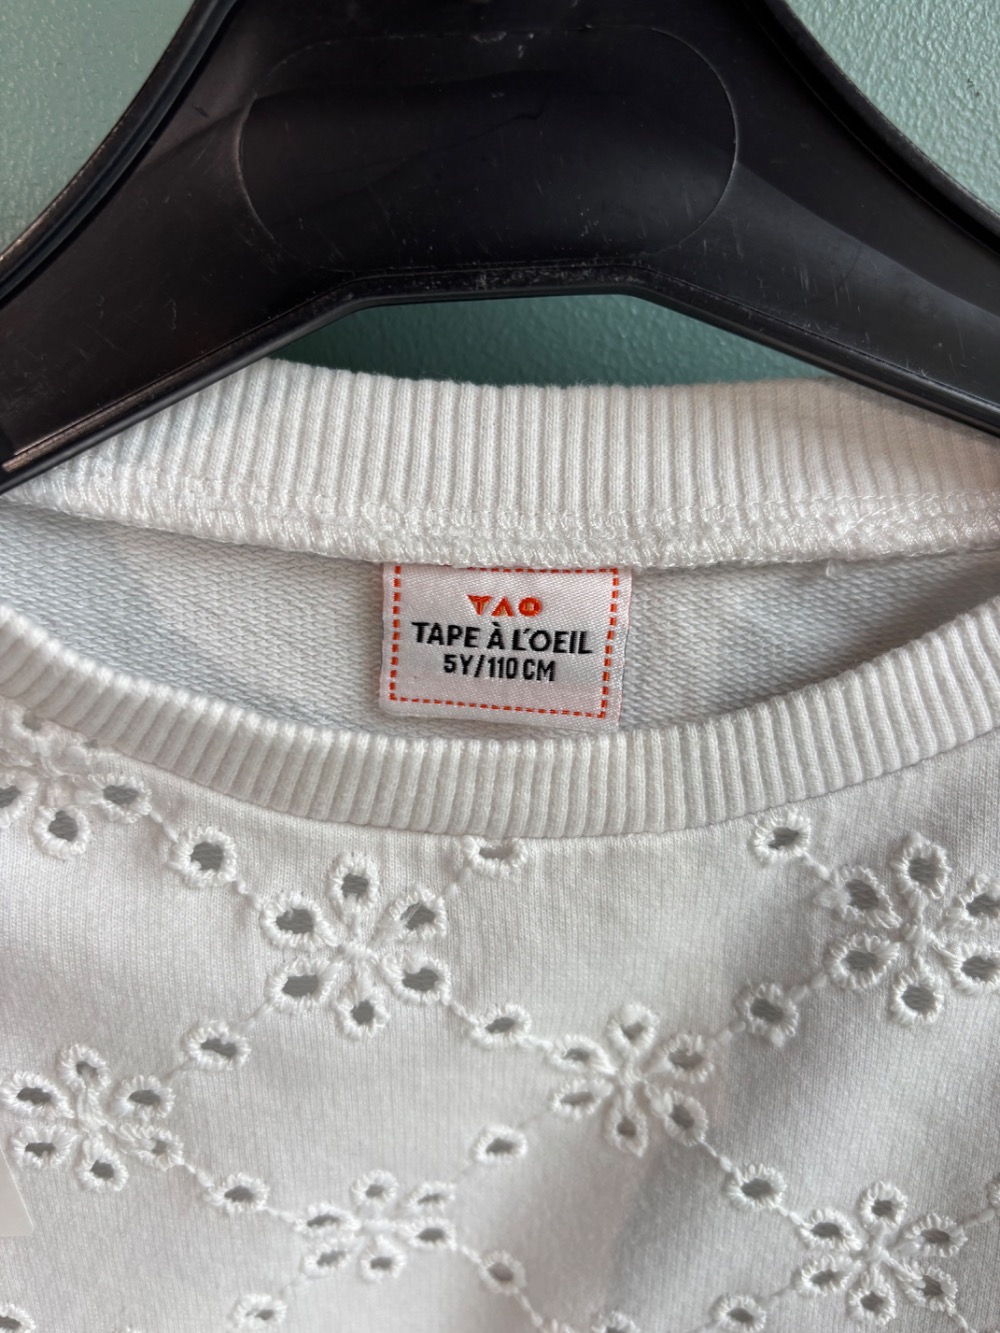 TAO
TAPE À L'OEIL
5Y/110 CM